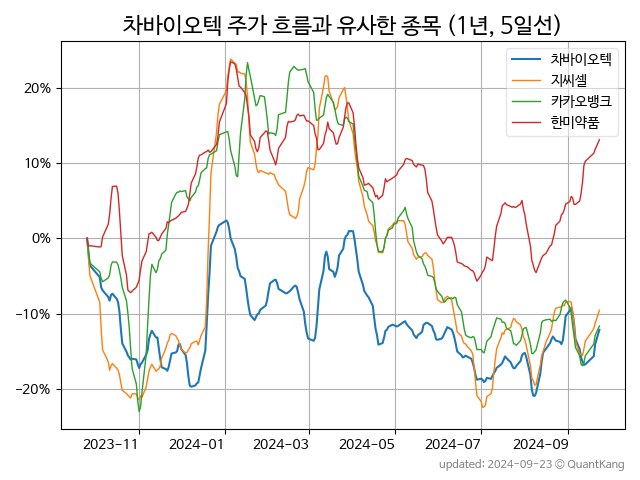 차바이오텍 주가 흐름과 유사한 종목 (1년, 5일선)
차바이오텍
지씨셀
카카오뱅크
한미약품
20%
10%
0%
−10%
−20%
2023-11
2024-01
2024-03
2024-05
2024-07
2024-09
updated: 2024-09-23 © QuantKang